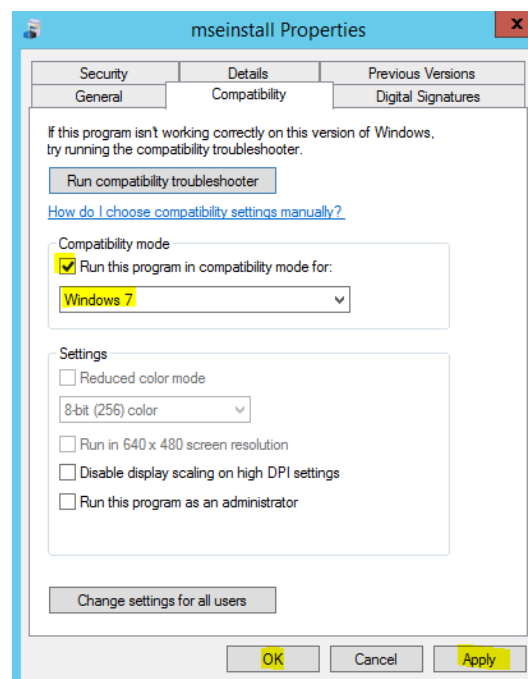 mseinstall Properties
x
Security Details Previous Versions
General Compatibility Digital Signatures
If this program isn't working correctly on this version of Windows,
try running the compatibility troubleshooter.
Run compatibility troubleshooter
How do I choose compatibility settings manually?
Compatibility mode
Run this program in compatibility mode for:
Windows 7
Settings
Reduced color mode
8-bit (256) color
Run in 640 x 480 screen resolution
Disable display scaling on high DPI settings
Run this program as an administrator
Change settings for all users
OK Cancel Apply